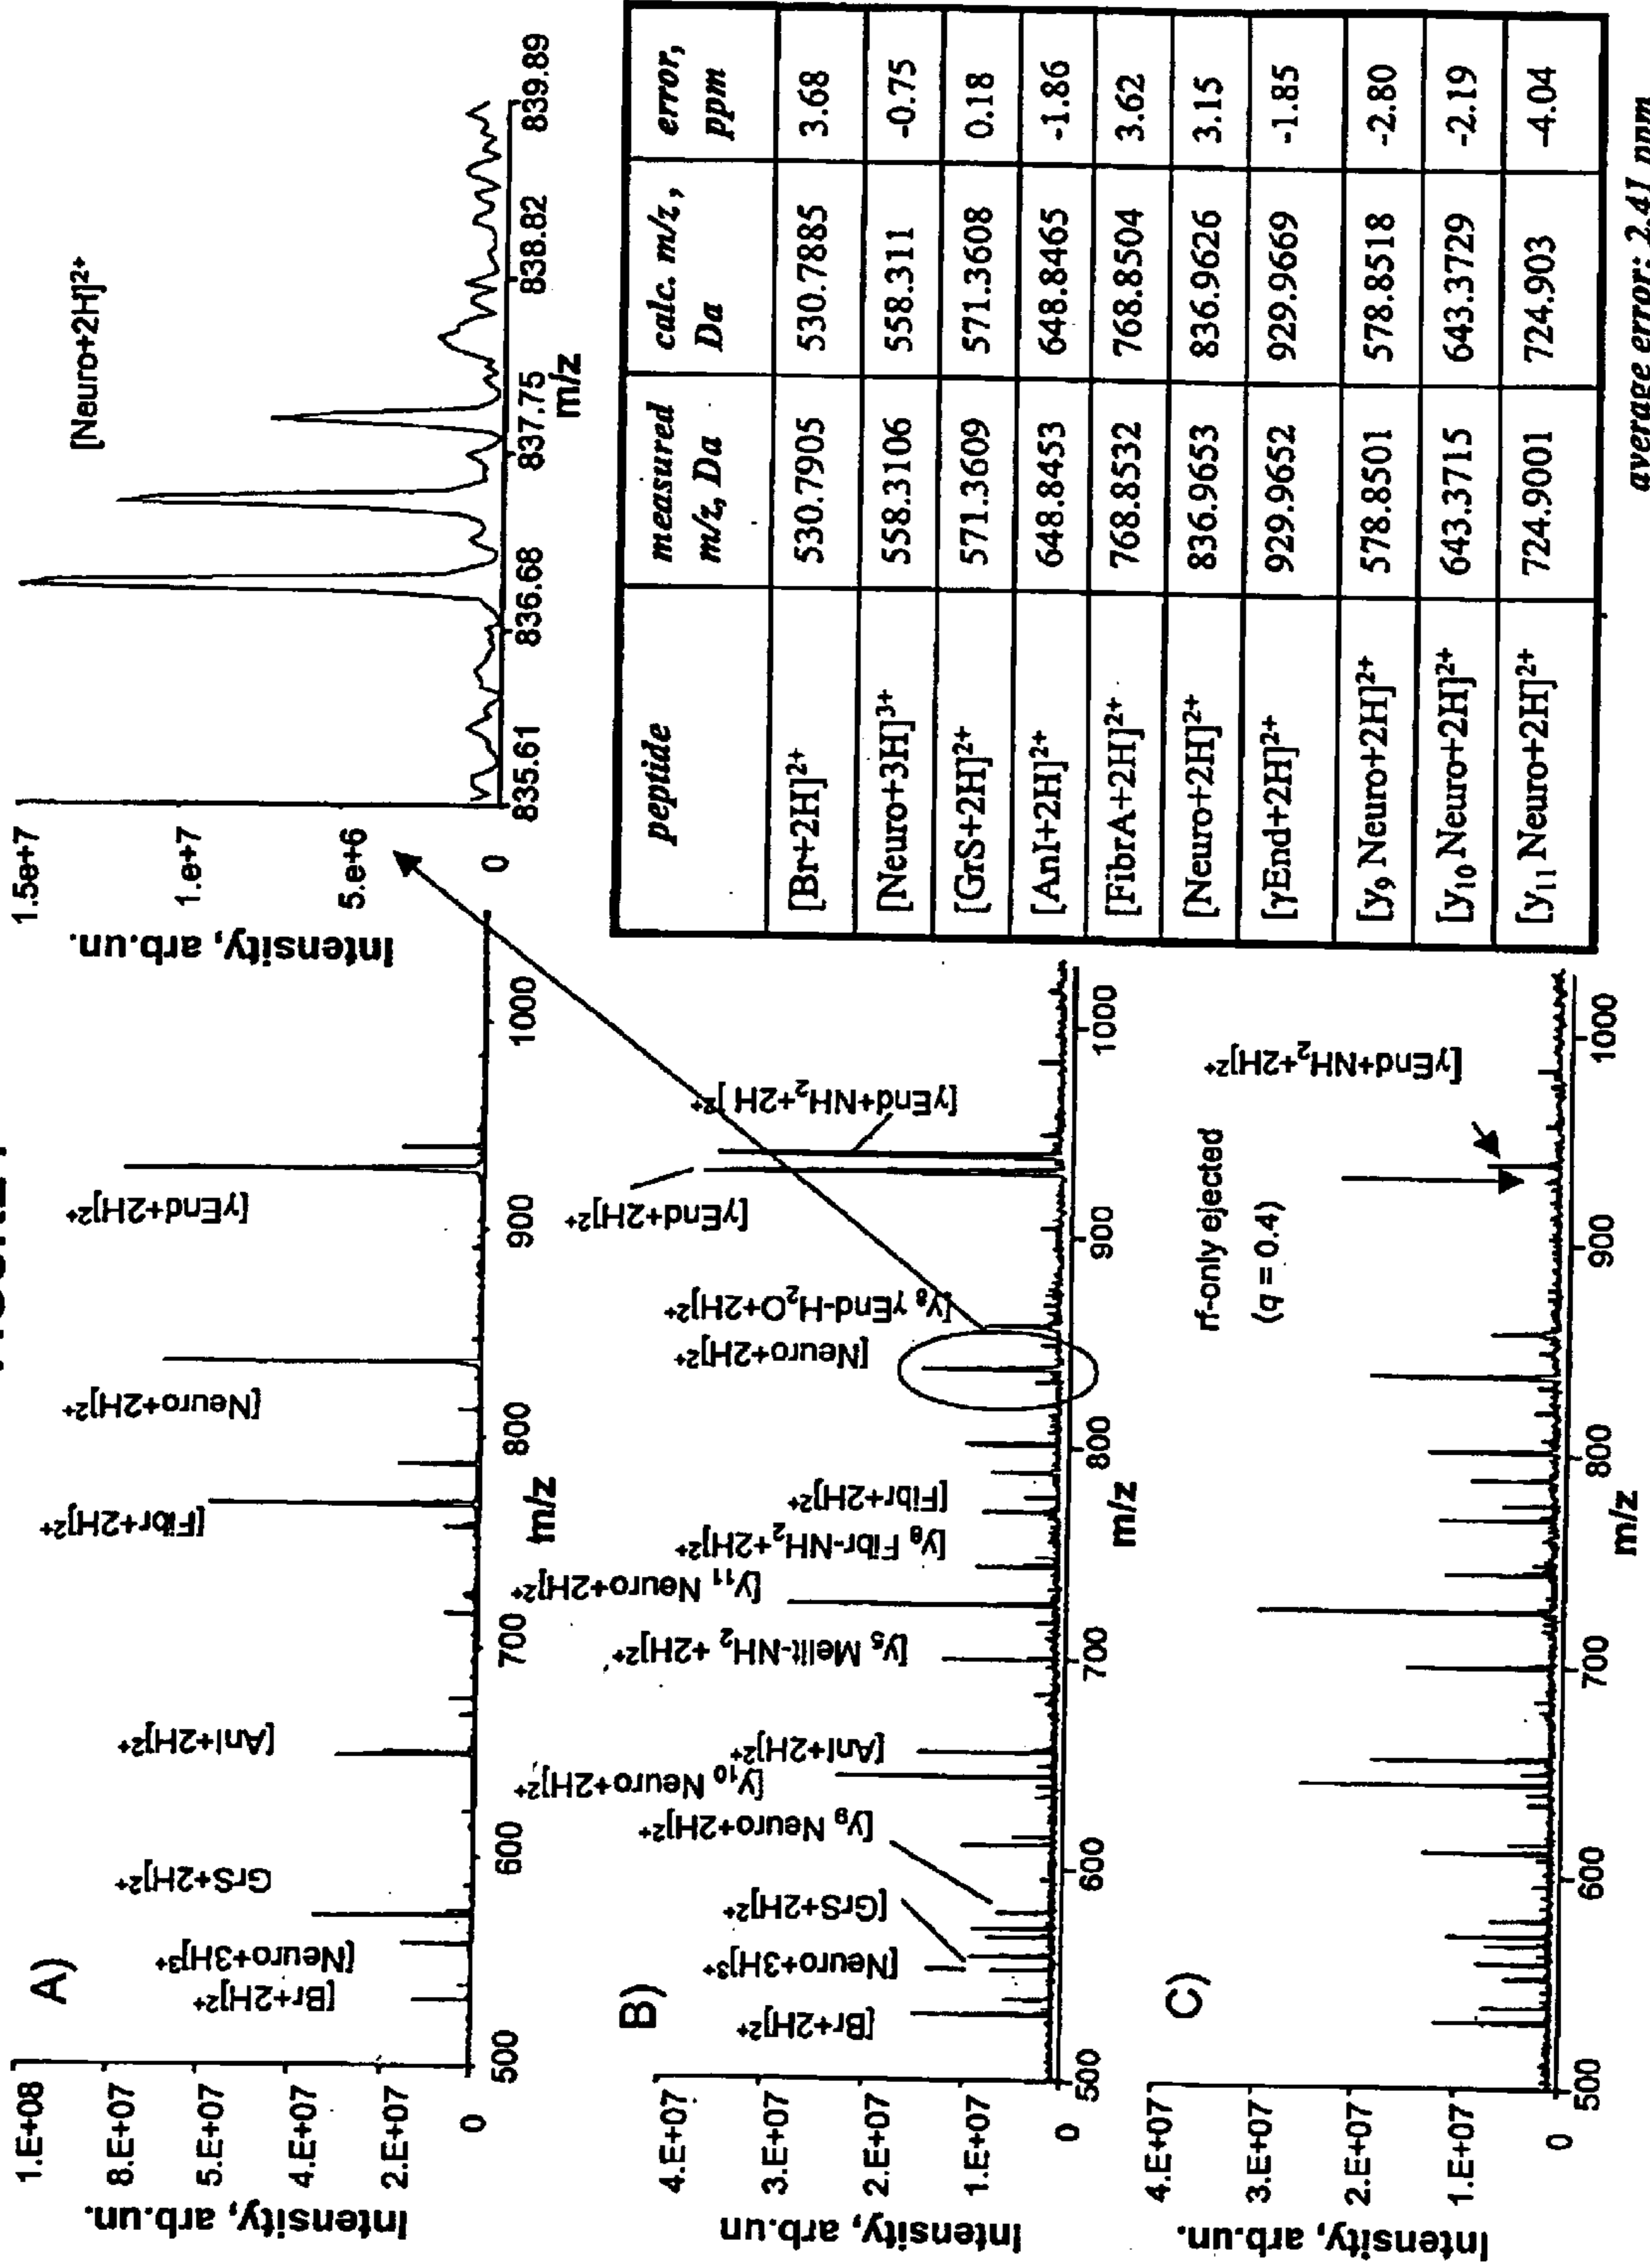 A)
Intensity, arb.un.
1.E+08
8.E+07
5.E+07
4.E+07
2.E+07
0
[Br+2H]2+
[Neuro+3H]3+
GrS+2H]2+
[AnI+2H]2+
[Fibr+2H]2+
[Neuro+2H]2+
[γEnd+2H]2+
500 600 700 800 900 1000
m/z
Intensity, arb.un.
1.5e+7
1.e+7
5.e+6
0
[Neuro+2H]2+
835.61 836.68 837.75 838.82 839.89
m/z
B)
Intensity, arb.un
4.E+07
3.E+07
2.E+07
1.E+07
0
[Br+2H]2+
[Neuro+3H]3+
[GrS+2H]2+
[y9 Neuro+2H]2+
[y10 Neuro+2H]2+
[AnI+2H]2+
[y5 Melit-NH2 +2H]2+
[y11 Neuro+2H]2+
[y8 Fibr-NH2+2H]2+
[Fibr+2H]2+
[Neuro+2H]2+
[y8 γEnd-H2O+2H]2+
[γEnd+2H]2+
[γEnd+NH2+2H]2+
500 600 700 800 900 1000
m/z
C)
Intensity, arb.un.
4.E+07
3.E+07
2.E+07
1.E+07
0
rf-only ejected
(q = 0.4)
[γEnd+NH2+2H]2+
500 600 700 800 900 1000
m/z
peptide measured m/z, Da calc. m/z, Da error, ppm
[Br+2H]2+ 530.7905 530.7885 3.68
[Neuro+3H]3+ 558.3106 558.311 -0.75
[GrS+2H]2+ 571.3609 571.3608 0.18
[AnI+2H]2+ 648.8453 648.8465 -1.86
[FibrA+2H]2+ 768.8532 768.8504 3.62
[Neuro+2H]2+ 836.9653 836.9626 3.15
[γEnd+2H]2+ 929.9652 929.9669 -1.85
[y9 Neuro+2H]2+ 578.8501 578.8518 -2.80
[y10 Neuro+2H]2+ 643.3715 643.3729 -2.19
[y11 Neuro+2H]2+ 724.9001 724.903 -4.04
average error: 2.41 ppm